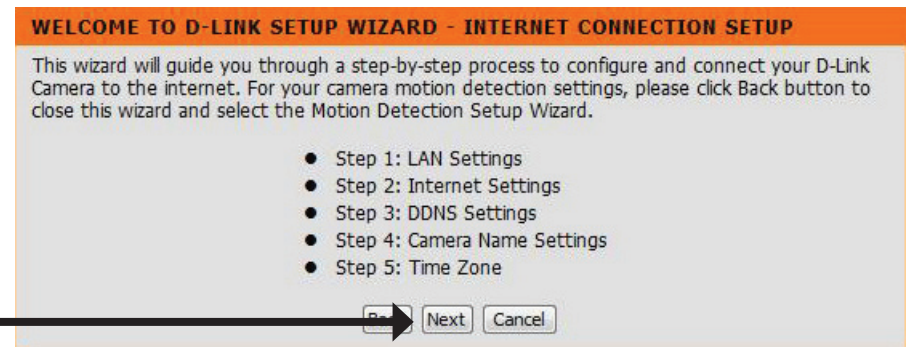 WELCOME TO D-LINK SETUP WIZARD - INTERNET CONNECTION SETUP
This wizard will guide you through a step-by-step process to configure and connect your D-Link
Camera to the internet. For your camera motion detection settings, please click Back button to
close this wizard and select the Motion Detection Setup Wizard.
● Step 1: LAN Settings
● Step 2: Internet Settings
● Step 3: DDNS Settings
● Step 4: Camera Name Settings
● Step 5: Time Zone
Next Cancel